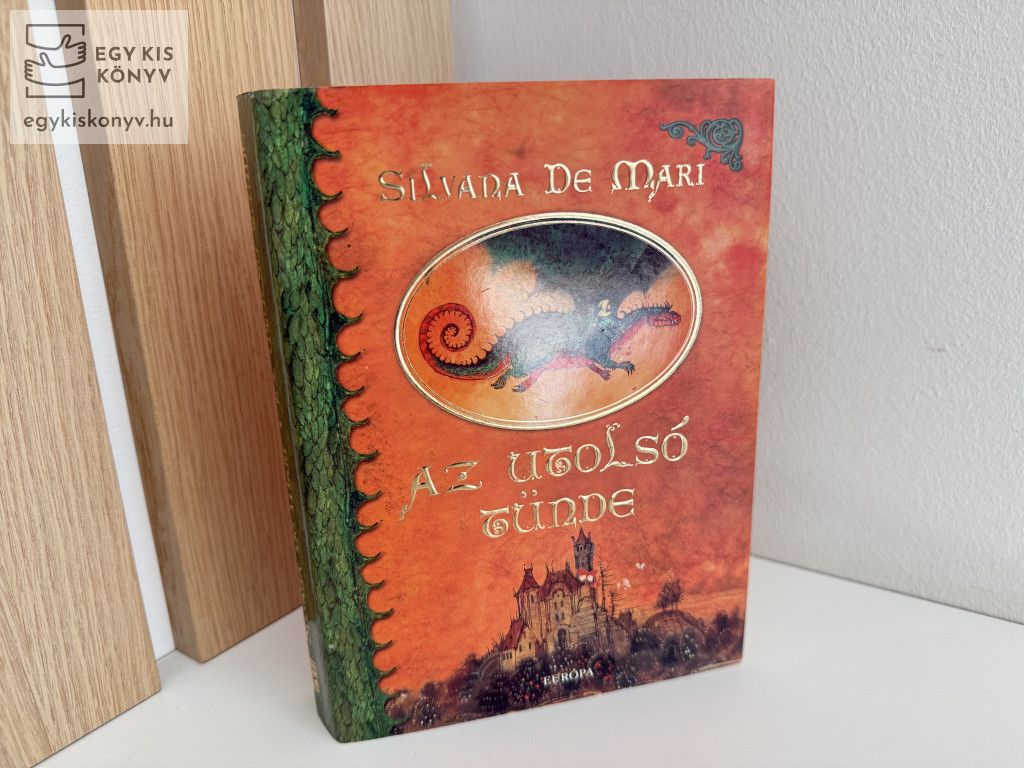 EGY KIS
KÖNYV
egykiskonyv.hu
SILVANA DE MARI
AZ UTOLSÓ
TÜNDE
EURÓPA